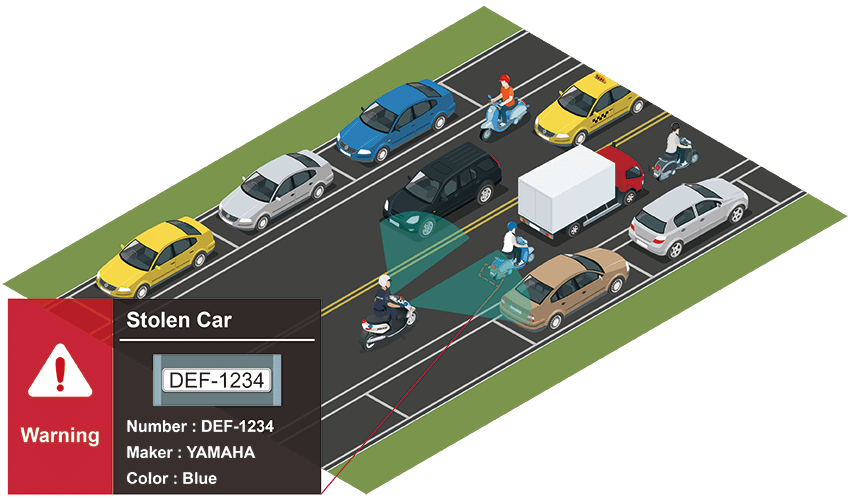 Stolen Car
DEF-1234
Warning
Number : DEF-1234
Maker : YAMAHA
Color : Blue